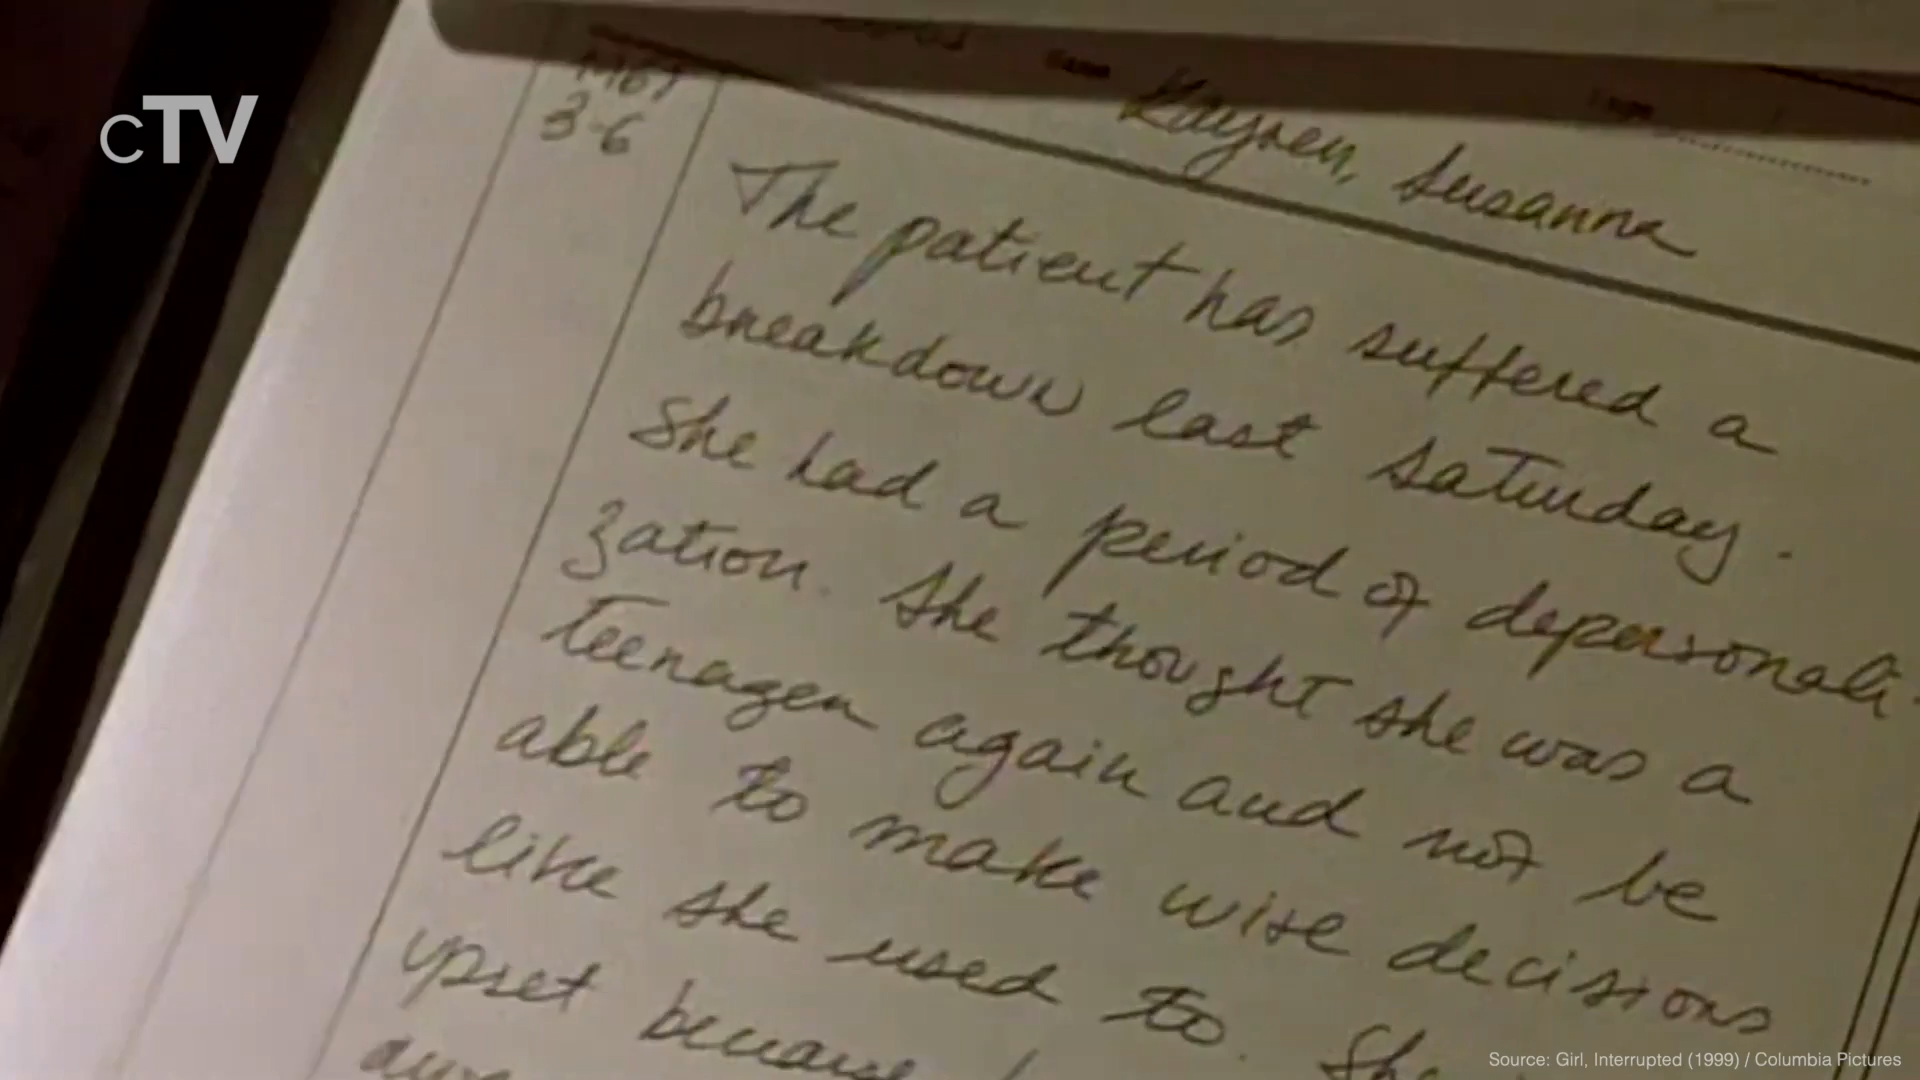 cTV
3-6
Name
Kaysen, Susanna
The patient has suffered a
breakdown last Saturday.
She had a period of depersonali-
zation. She thought she was a
teenager again and not be
able to make wise decisions
like she used to. She
upset because
Source: Girl, Interrupted (1999) / Columbia Pictures